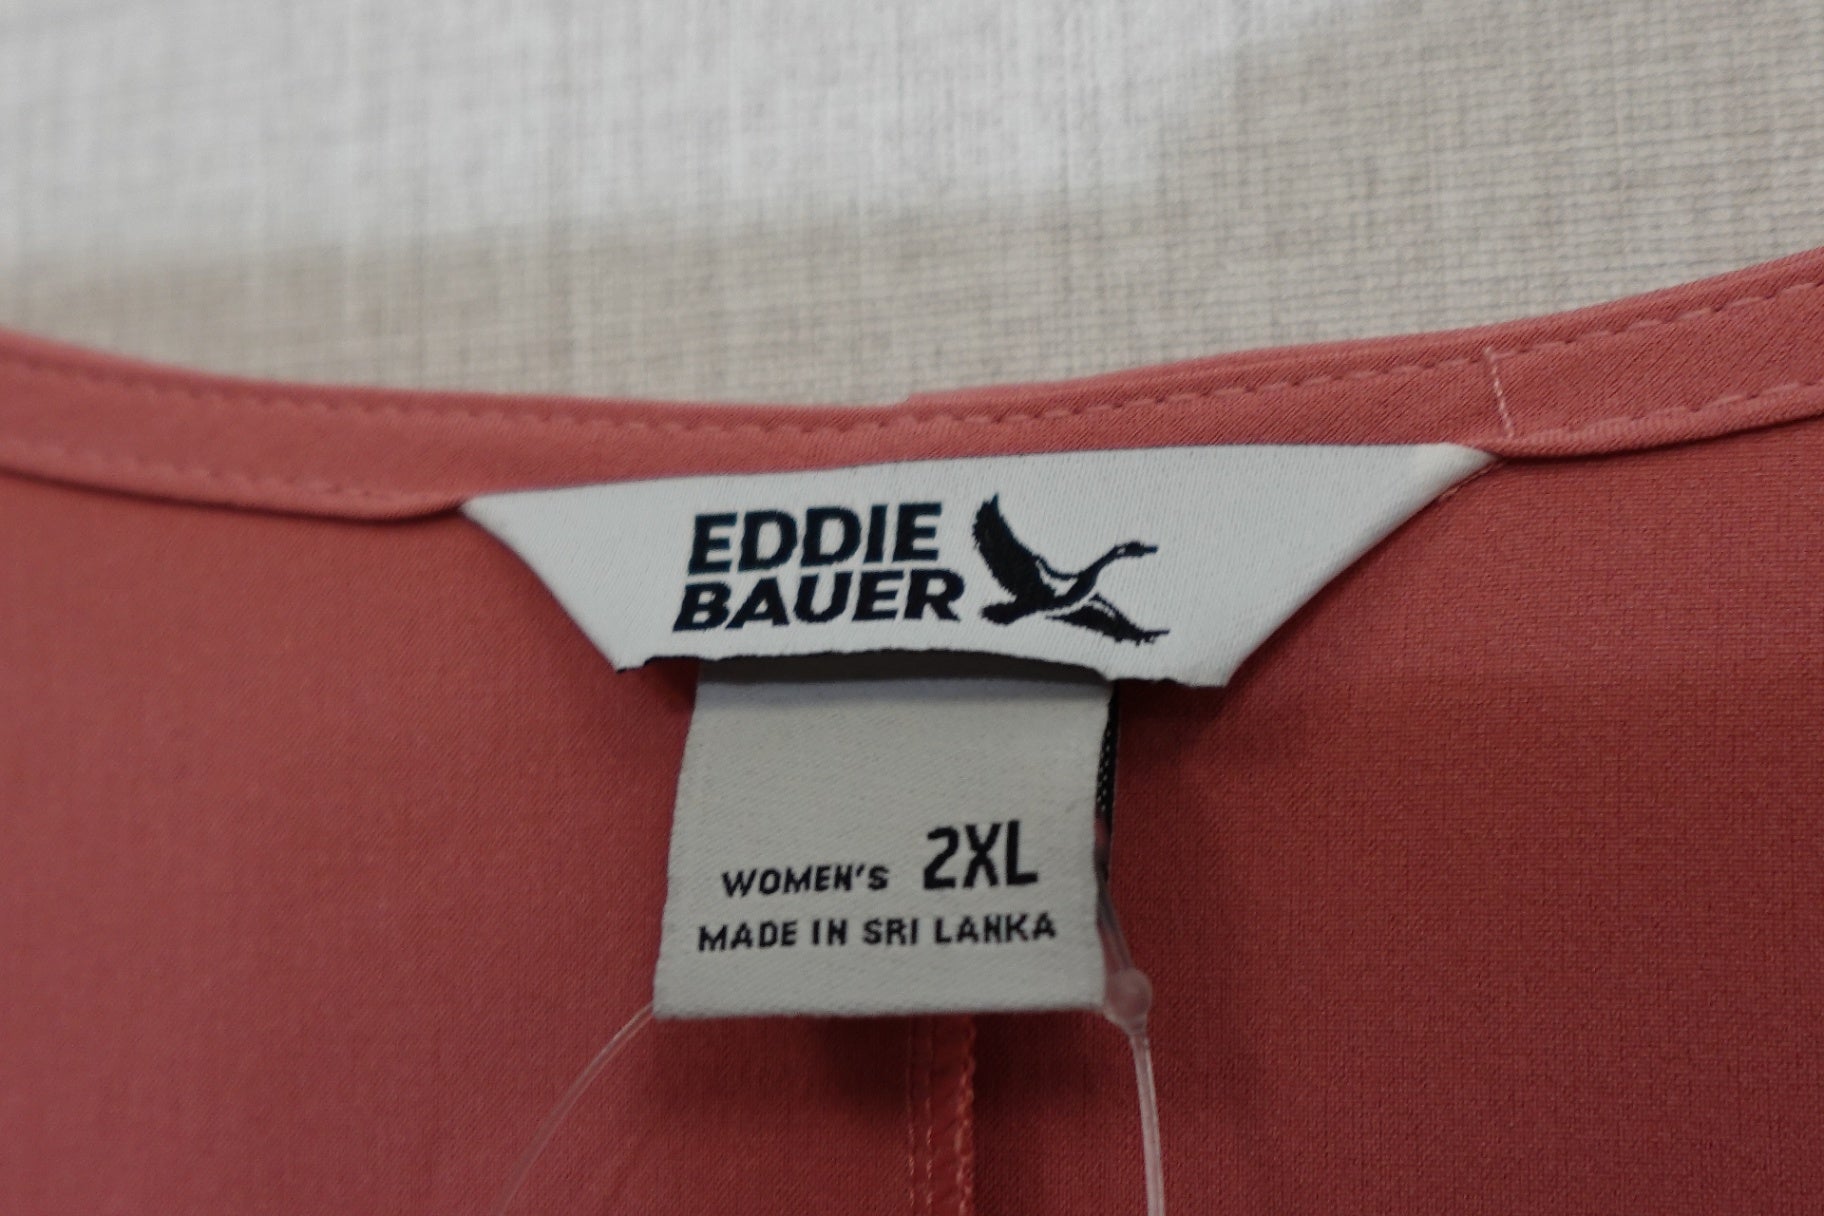 EDDIE
BAUER
WOMEN'S 2XL
MADE IN SRI LANKA